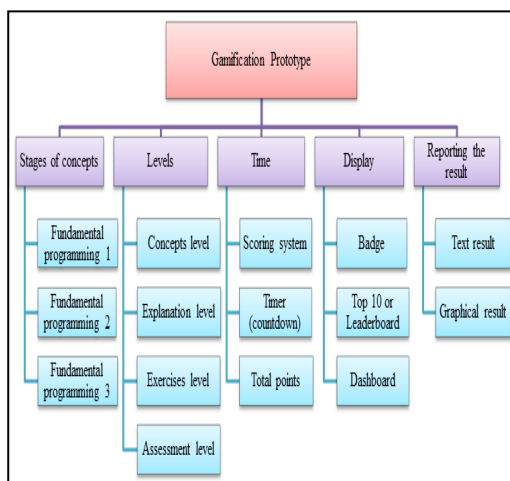 Gamification Prototype
Stages of concepts
Levels
Time
Display
Reporting the
result
Fundamental
programming 1
Fundamental
programming 2
Fundamental
programming 3
Concepts level
Explanation level
Exercises level
Assessment level
Scoring system
Timer
(countdown)
Total points
Badge
Top 10 or
Leaderboard
Dashboard
Text result
Graphical result